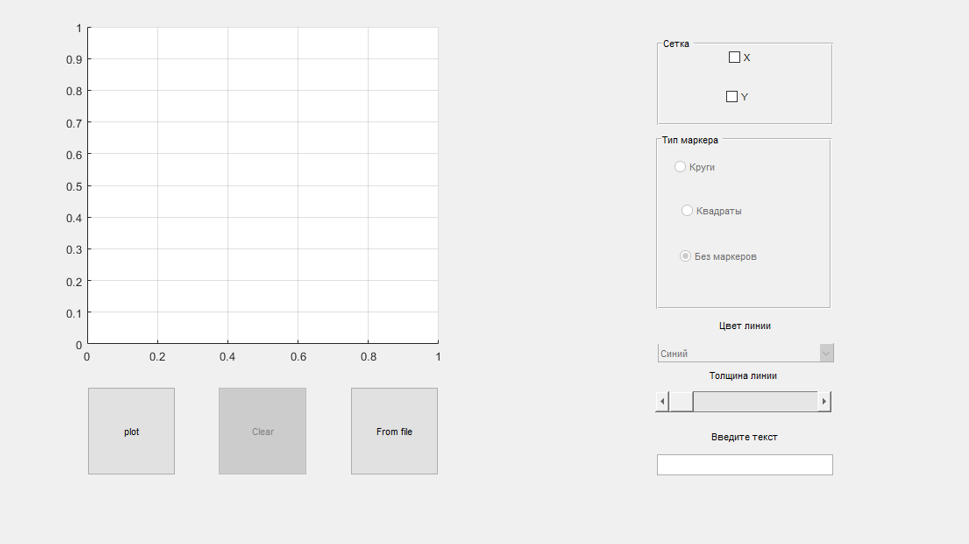 1
0.9
0.8
0.7
0.6
0.5
0.4
0.3
0.2
0.1
0
0 0.2 0.4 0.6 0.8 1
plot Clear From file
Сетка
X
Y
Тип маркера
Круги
Квадраты
Без маркеров
Цвет линии
Синий
Толщина линии
Введите текст